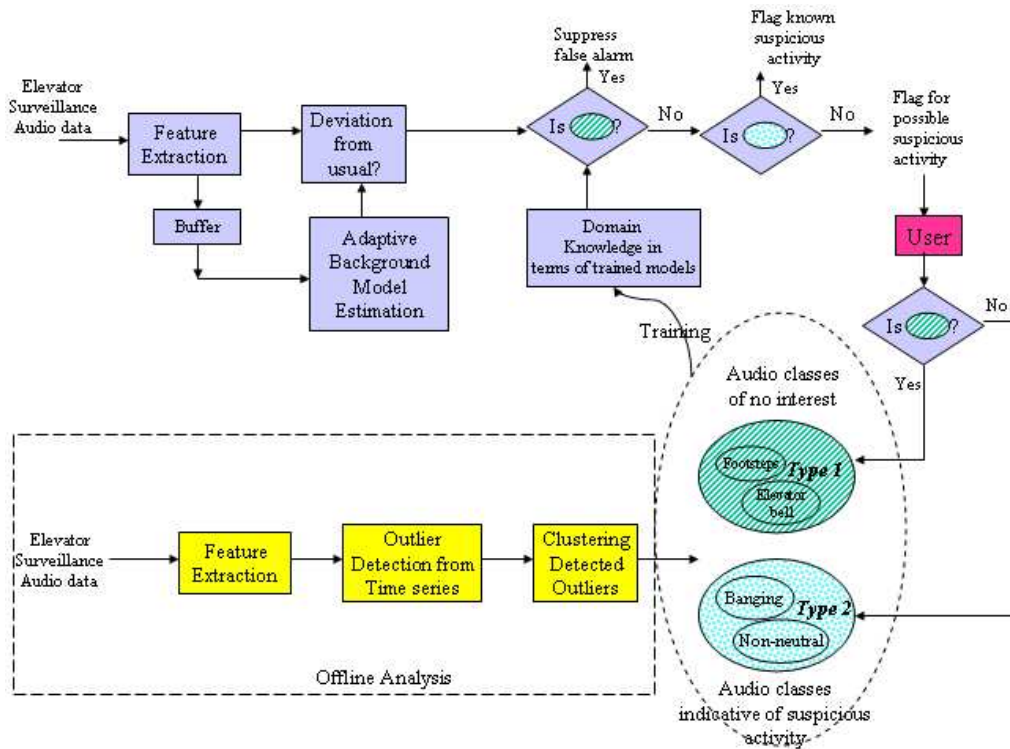 Elevator
Surveillance
Audio data
Feature
Extraction
Buffer
Deviation
from
usual?
Adaptive
Background
Model
Estimation
Suppress
false alarm
Yes
Is ?
No
Flag known
suspicious
activity
Yes
Is ?
No
Flag for
possible
suspicious
activity
User
Is ?
No
Yes
Domain
Knowledge in
terms of trained models
Training
Audio classes
of no interest
Footsteps
Type 1
Elevator
bell
Banging
Type 2
Non-neutral
Audio classes
indicative of suspicious
activity
Elevator
Surveillance
Audio data
Feature
Extraction
Outlier
Detection from
Time series
Clustering
Detected
Outliers
Offline Analysis